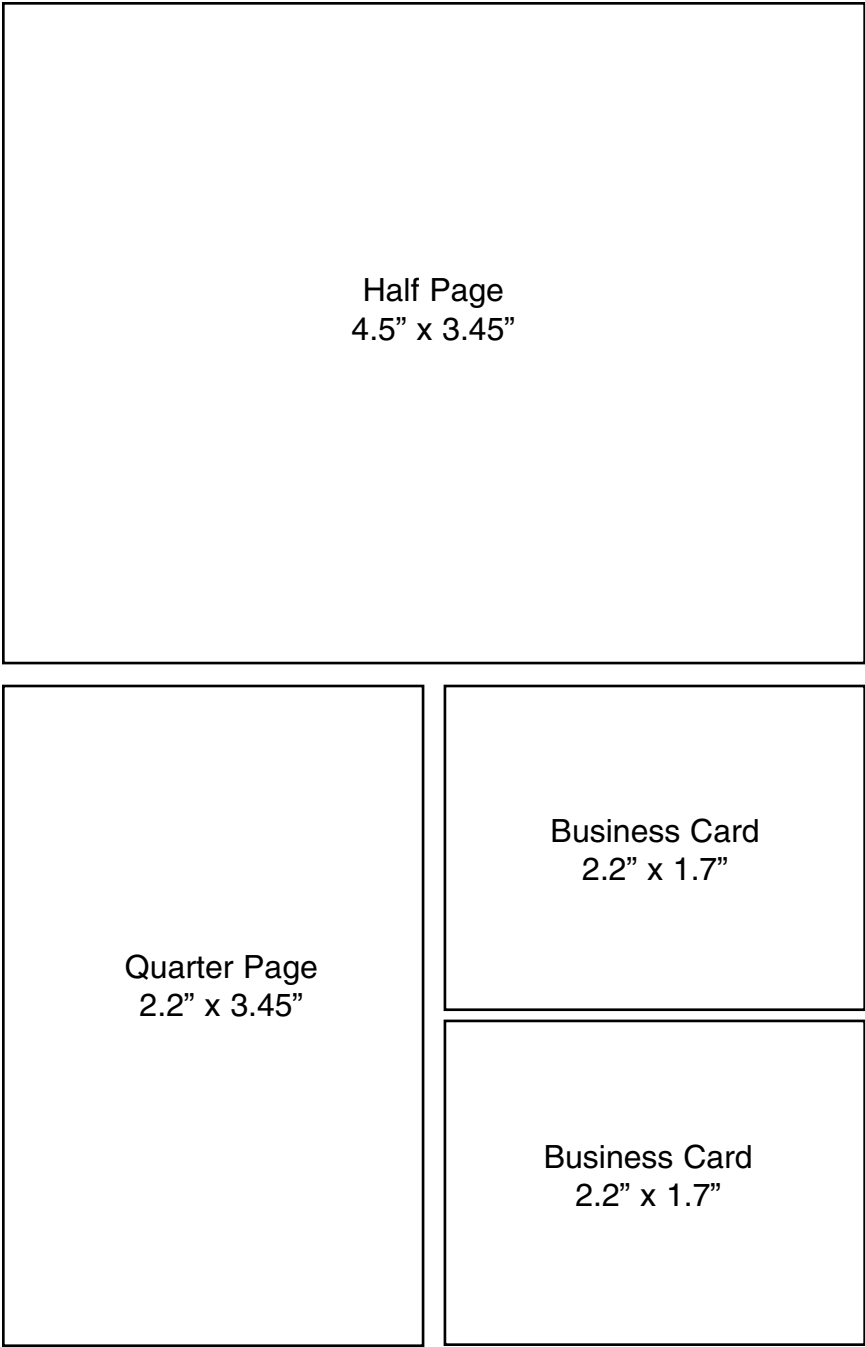 Half Page
4.5” x 3.45”
Quarter Page
2.2” x 3.45”
Business Card
2.2” x 1.7”
Business Card
2.2” x 1.7”